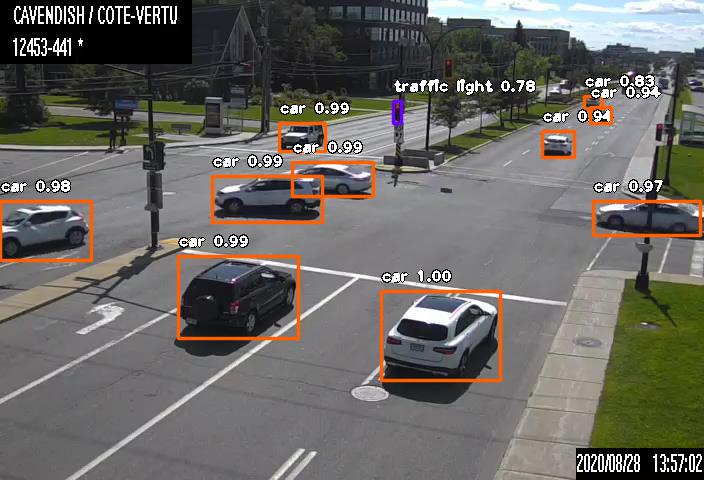 CAVENDISH / COTE-VERTU
12453-441 *
traffic light 0.78
car 0.83
car 0.94
car 0.99
car 0.94
car 0.99
car 0.99
car 0.98
car 0.97
car 0.99
car 1.00
2020/08/28 13:57:02